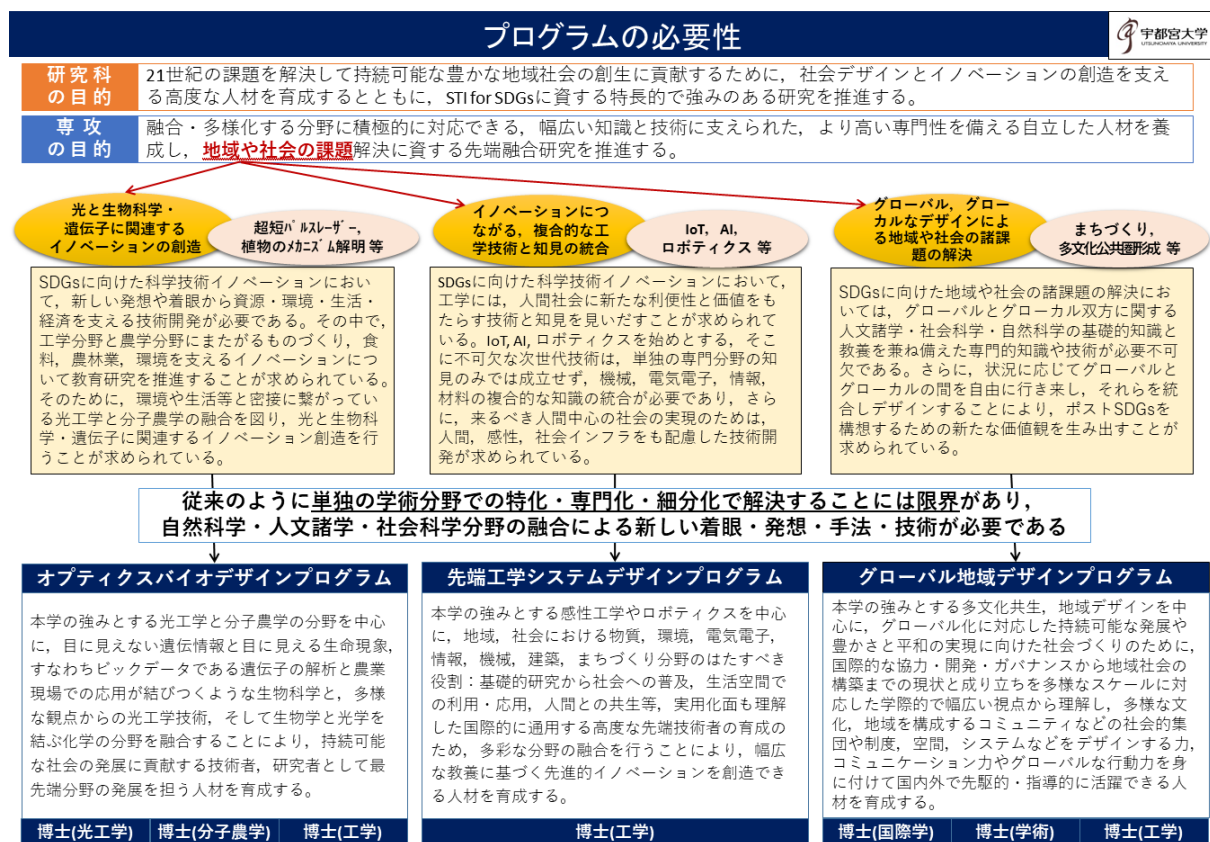 プログラムの必要性
宇都宮大学
UTSUNOMIYA UNIVERSITY
研究科
の目的
21世紀の課題を解決して持続可能な豊かな地域社会の創生に貢献するために，社会デザインとイノベーションの創造を支え
る高度な人材を育成するとともに，STI for SDGsに資する特長的で強みのある研究を推進する。
専攻
の目的
融合・多様化する分野に積極的に対応できる，幅広い知識と技術に支えられた，より高い専門性を備える自立した人材を養
成し，地域や社会の課題解決に資する先端融合研究を推進する。
光と生物科学・
遺伝子に関連する
イノベーションの創造
超短ﾊﾟﾙｽﾚｰｻﾞｰ,
植物のﾒｶﾆｽﾞﾑ解明 等
SDGsに向けた科学技術イノベーションにおい
て，新しい発想や着眼から資源・環境・生活・
経済を支える技術開発が必要である。その中で，
工学分野と農学分野にまたがるものづくり，食
料，農林業，環境を支えるイノベーションにつ
いて教育研究を推進することが求められている。
そのために，環境や生活等と密接に繋がってい
る光工学と分子農学の融合を図り，光と生物科
学・遺伝子に関連するイノベーション創造を行
うことが求められている。
イノベーションにつ
ながる，複合的な工
学技術と知見の統合
IoT, AI,
ロボティクス 等
SDGsに向けた科学技術イノベーションにおいて，
工学には，人間社会に新たな利便性と価値をも
たらす技術と知見を見いだすことが求められて
いる。IoT, AI, ロボティクスを始めとする，そ
こに不可欠な次世代技術は，単独の専門分野の知
見のみでは成立せず，機械，電気電子，情報，
材料の複合的な知識の統合が必要であり，さら
に，来るべき人間中心の社会の実現のためは，
人間，感性，社会インフラをも配慮した技術開
発が求められている。
グローバル，グロー
カルなデザインによ
る地域や社会の諸課
題の解決
まちづくり，
多文化公共圏形成 等
SDGsに向けた地域や社会の諸課題の解決にお
いては，グローバルとグローカル双方に関する
人文諸学・社会科学・自然科学の基礎的知識と
教養を兼ね備えた専門的知識や技術が必要不可
欠である。さらに，状況に応じてグローバルと
グローカルの間を自由に行き来し，それらを統
合しデザインすることにより，ポストSDGsを
構想するための新たな価値観を生み出すことが
求められている。
従来のように単独の学術分野での特化・専門化・細分化で解決することには限界があり，
自然科学・人文諸学・社会科学分野の融合による新しい着眼・発想・手法・技術が必要である
オプティクスバイオデザインプログラム
本学の強みとする光工学と分子農学の分野を中心
に，目に見えない遺伝情報と目に見える生命現象，
すなわちビックデータである遺伝子の解析と農業
現場での応用が結びつくような生物科学と，多様
な観点からの光工学技術，そして生物学と光学を
結ぶ化学の分野を融合することにより，持続可能
な社会の発展に貢献する技術者，研究者として最
先端分野の発展を担う人材を育成する。
博士(光工学) 博士(分子農学) 博士(工学)
先端工学システムデザインプログラム
本学の強みとする感性工学やロボティクスを中心
に，地域，社会における物質，環境，電気電子，
情報，機械，建築，まちづくり分野のはたすべき
役割：基礎的研究から社会への普及，生活空間で
の利用・応用，人間との共生等，実用化面も理解
した国際的に通用する高度な先端技術者の育成の
ため，多彩な分野の融合を行うことにより，幅広
な教養に基づく先進的イノベーションを創造でき
る人材を育成する。
博士(工学)
グローバル地域デザインプログラム
本学の強みとする多文化共生，地域デザインを中
心に，グローバル化に対応した持続可能な発展や
豊かさと平和の実現に向けた社会づくりのために，
国際的な協力・開発・ガバナンスから地域社会の
構築までの現状と成り立ちを多様なスケールに対
応した学際的で幅広い視点から理解し，多様な文
化，地域を構成するコミュニティなどの社会的集
団や制度，空間，システムなどをデザインする力，
コミュニケーション力やグローバルな行動力を身
に付けて国内外で先駆的・指導的に活躍できる人
材を育成する。
博士(国際学) 博士(学術) 博士(工学)